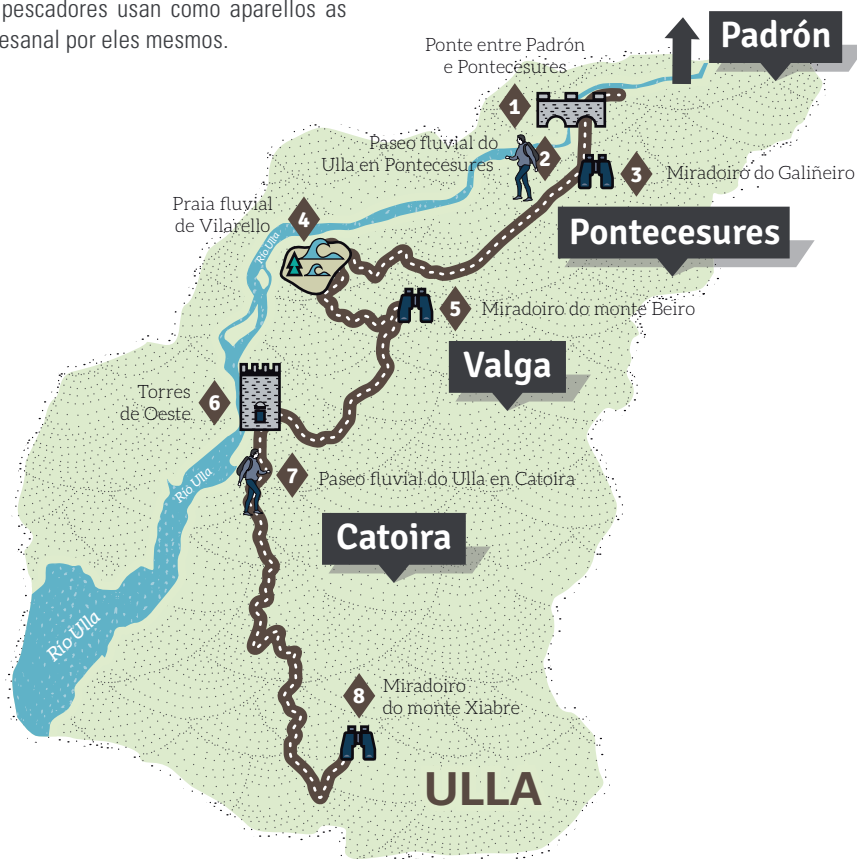 pescadores usan como aparellos as
esanal por eles mesmos.
Padrón
Ponte entre Padrón
e Pontecesures
1
Paseo fluvial do
Ulla en Pontecesures
2
3
Miradoiro do Galiñeiro
Praia fluvial
de Vilarello
4
Pontecesures
Río Ulla
5
Miradoiro do monte Beiro
Valga
Torres
de Oeste
6
Río Ulla
7
Paseo fluvial do Ulla en Catoira
Catoira
Río Ulla
8
Miradoiro
do monte Xiabre
ULLA